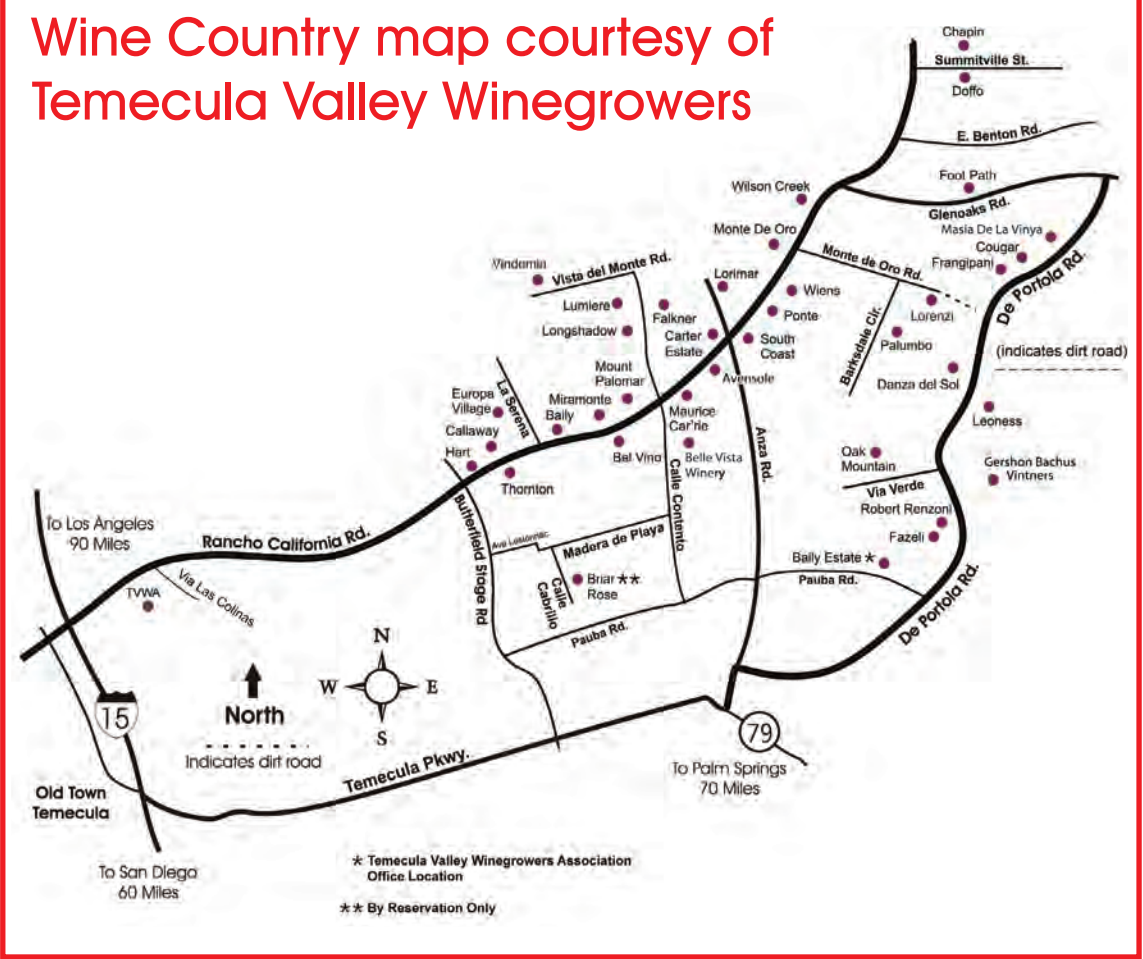 Wine Country map courtesy of
Temecula Valley Winegrowers
Chapin
Summitville St.
Doffo
E. Benton Rd.
Foot Path
Glenoaks Rd.
Wilson Creek
Masia De La Vinya
Monte De Oro
Cougar
Frangipani
Monte de Oro Rd.
De Portola Rd.
Vindemia
Vista del Monte Rd.
Lorimar
Wiens
Lumiere
Falkner
Ponte
Lorenzi
Longshadow
Carter
Estate
South
Coast
Barksdale Cir.
Palumbo
(indicates dirt road)
Mount
Palomar
Avensole
Danza del Sol
Europa
Village
La Serena
Miramonte
Baily
Maurice
Car'rie
Leoness
Callaway
Hart
Bel Vino
Belle Vista
Winery
Anza Rd.
Oak
Mountain
Gershon Bachus
Vintners
Thornton
Calle Contento
Via Verde
Robert Renzoni
To Los Angeles
90 Miles
Rancho California Rd.
Butterfield Stage Rd
Madera de Playa
Fazeli
Baily Estate *
Pauba Rd.
Via Las Colinas
TVWA
Calle
Cabrillo
Briar **
Rose
Pauba Rd.
De Portola Rd.
N
W E
S
15
North
Indicates dirt road
79
To Palm Springs
70 Miles
Temecula Pkwy.
Old Town
Temecula
To San Diego
60 Miles
* Temecula Valley Winegrowers Association
Office Location
** By Reservation Only